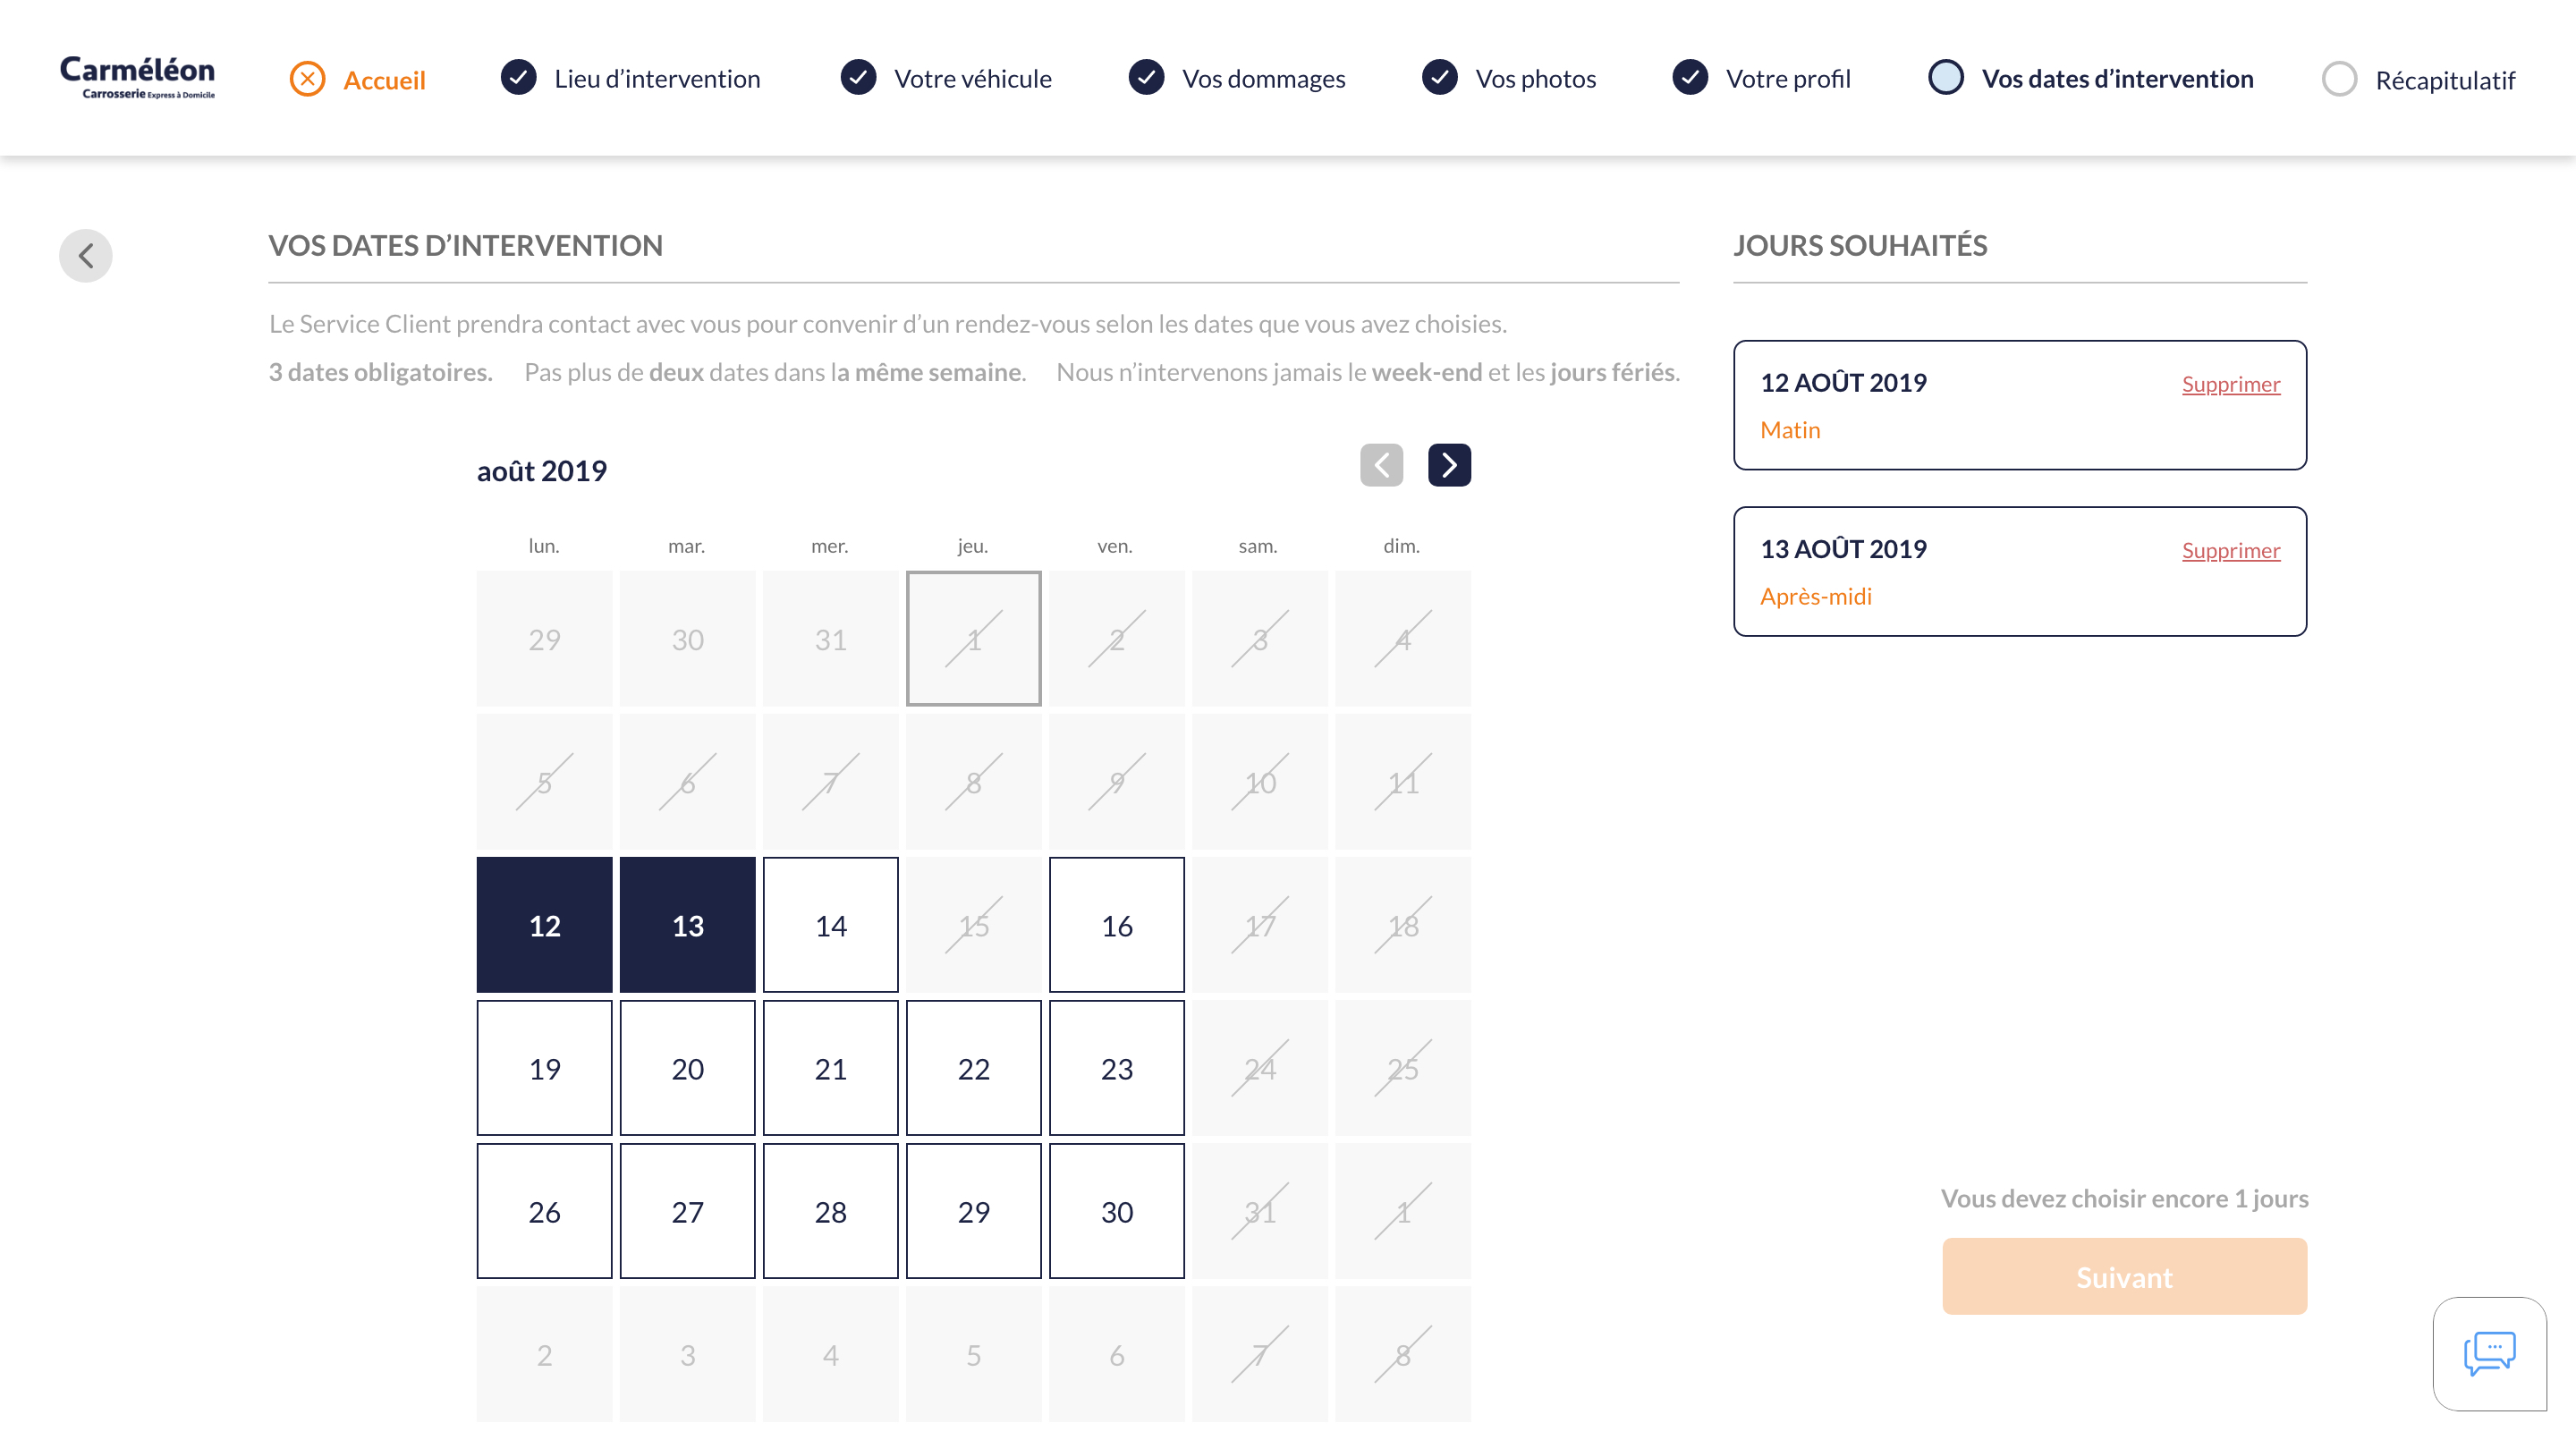 Carméléon
Carrosserie Express à Domicile
Accueil
Lieu d’intervention
Votre véhicule
Vos dommages
Vos photos
Votre profil
Vos dates d’intervention
Récapitulatif
VOS DATES D’INTERVENTION
Le Service Client prendra contact avec vous pour convenir d’un rendez-vous selon les dates que vous avez choisies.
3 dates obligatoires. Pas plus de deux dates dans la même semaine. Nous n’intervenons jamais le week-end et les jours fériés.
août 2019
lun. mar. mer. jeu. ven. sam. dim.
29 30 31 1 2 3 4
5 6 7 8 9 10 11
12 13 14 15 16 17 18
19 20 21 22 23 24 25
26 27 28 29 30 31 1
2 3 4 5 6 7 8
JOURS SOUHAITÉS
12 AOÛT 2019 Supprimer
Matin
13 AOÛT 2019 Supprimer
Après-midi
Vous devez choisir encore 1 jours
Suivant